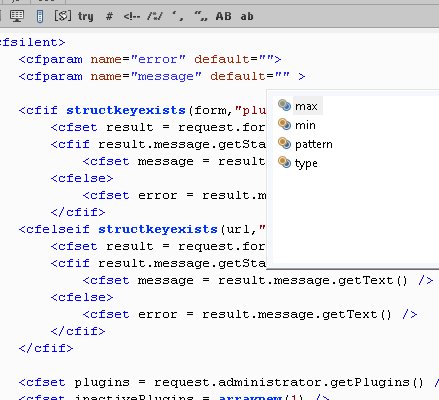 try # /*/ ' , " ,, AB ab
cfsilent>
<cfparam name="error" default="">
<cfparam name="message" default="" >
<cfif structkeyexists(form,"plu
<cfset result = request.for
<cfif result.message.getSta
<cfset message = result
<cfelse>
<cfset error = result.m
</cfif>
<cfelseif structkeyexists(url,"
<cfset result = request.for
<cfif result.message.getSta
<cfset message = result.message.getText() />
<cfelse>
<cfset error = result.message.getText() />
</cfif>
</cfif>
<cfset plugins = request.administrator.getPlugins() /
<cfset inactivePlugins = arraynew(1) />
max
min
pattern
type